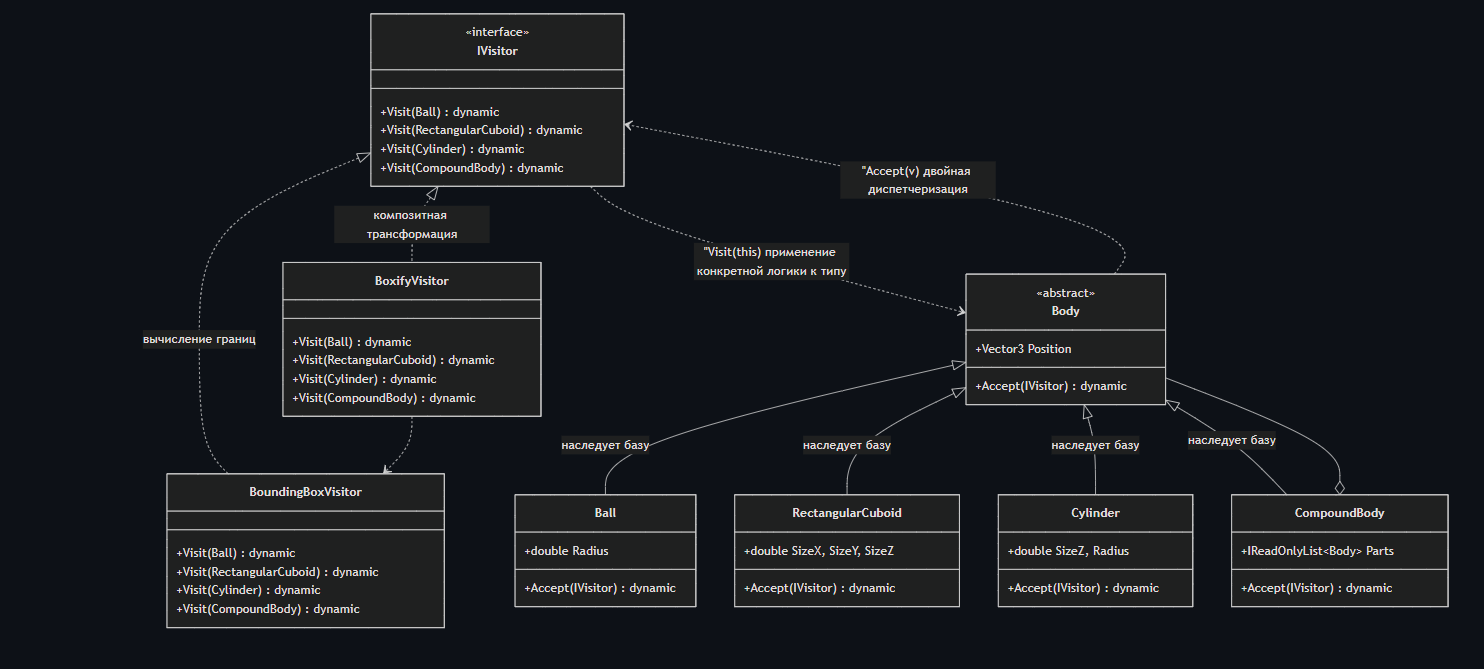 «interface»
IVisitor
+Visit(Ball) : dynamic
+Visit(RectangularCuboid) : dynamic
+Visit(Cylinder) : dynamic
+Visit(CompoundBody) : dynamic
"Accept(v) двойная
диспетчеризация
композитная
трансформация
"Visit(this) применение
конкретной логики к типу
BoxifyVisitor
+Visit(Ball) : dynamic
+Visit(RectangularCuboid) : dynamic
+Visit(Cylinder) : dynamic
+Visit(CompoundBody) : dynamic
«abstract»
Body
+Vector3 Position
+Accept(IVisitor) : dynamic
вычисление границ
наследует базу
наследует базу
наследует базу
наследует базу
BoundingBoxVisitor
+Visit(Ball) : dynamic
+Visit(RectangularCuboid) : dynamic
+Visit(Cylinder) : dynamic
+Visit(CompoundBody) : dynamic
Ball
+double Radius
+Accept(IVisitor) : dynamic
RectangularCuboid
+double SizeX, SizeY, SizeZ
+Accept(IVisitor) : dynamic
Cylinder
+double SizeZ, Radius
+Accept(IVisitor) : dynamic
CompoundBody
+IReadOnlyList<Body> Parts
+Accept(IVisitor) : dynamic